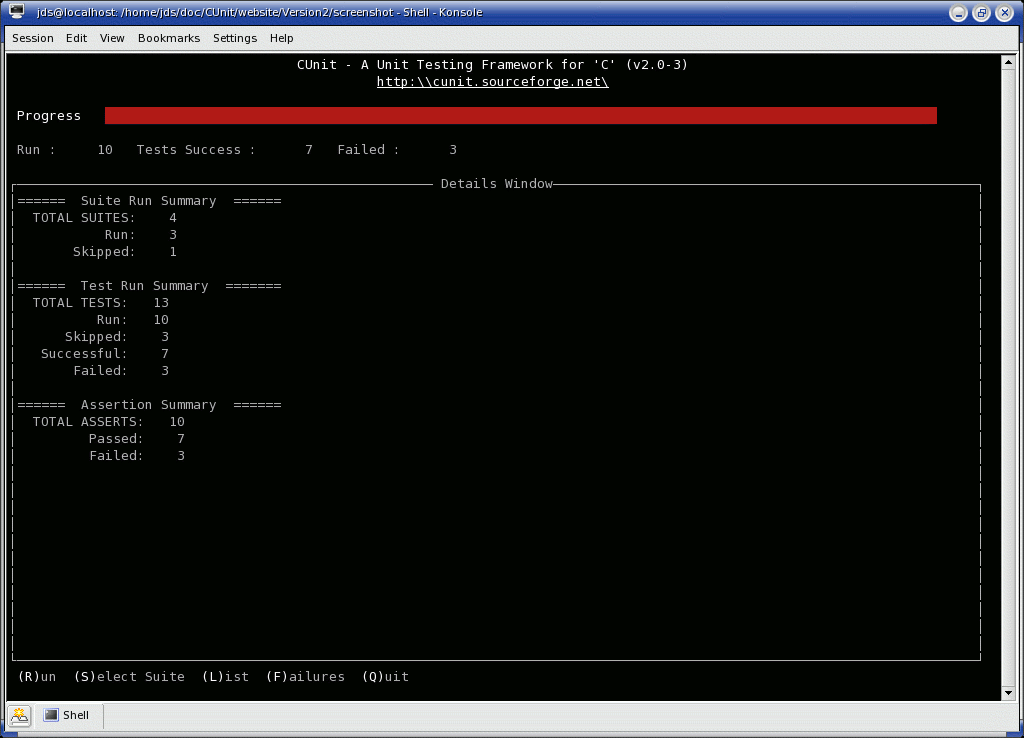 jds@localhost: /home/jds/doc/CUnit/website/Version2/screenshot - Shell - Konsole
Session Edit View Bookmarks Settings Help
CUnit - A Unit Testing Framework for 'C' (v2.0-3)
http:\\cunit.sourceforge.net\
Progress
Run : 10 Tests Success : 7 Failed : 3
Details Window
====== Suite Run Summary ======
TOTAL SUITES: 4
Run: 3
Skipped: 1
====== Test Run Summary =======
TOTAL TESTS: 13
Run: 10
Skipped: 3
Successful: 7
Failed: 3
====== Assertion Summary ======
TOTAL ASSERTS: 10
Passed: 7
Failed: 3
(R)un (S)elect Suite (L)ist (F)ailures (Q)uit
Shell